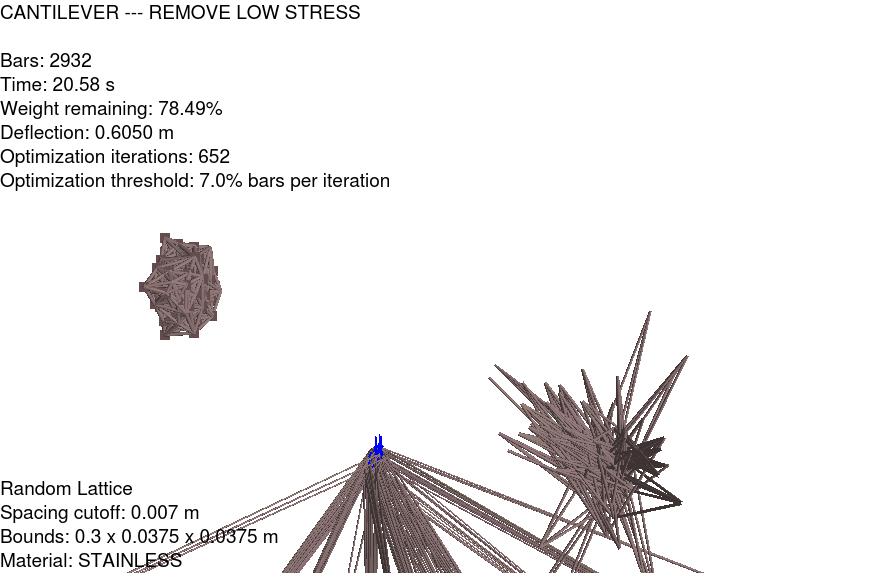 CANTILEVER --- REMOVE LOW STRESS
Bars: 2932
Time: 20.58 s
Weight remaining: 78.49%
Deflection: 0.6050 m
Optimization iterations: 652
Optimization threshold: 7.0% bars per iteration
Random Lattice
Spacing cutoff: 0.007 m
Bounds: 0.3 x 0.0375 x 0.0375 m
Material: STAINLESS